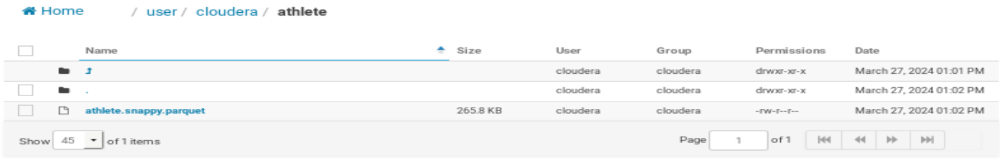 Home / user / cloudera / athlete
Name Size User Group Permissions Date
cloudera cloudera drwxr-xr-x March 27, 2024 01:01 PM
. cloudera cloudera drwxr-xr-x March 27, 2024 01:02 PM
athlete.snappy.parquet 265.8 KB cloudera cloudera -rw-r--r-- March 27, 2024 01:02 PM
Show 45 of 1 items Page 1 of 1